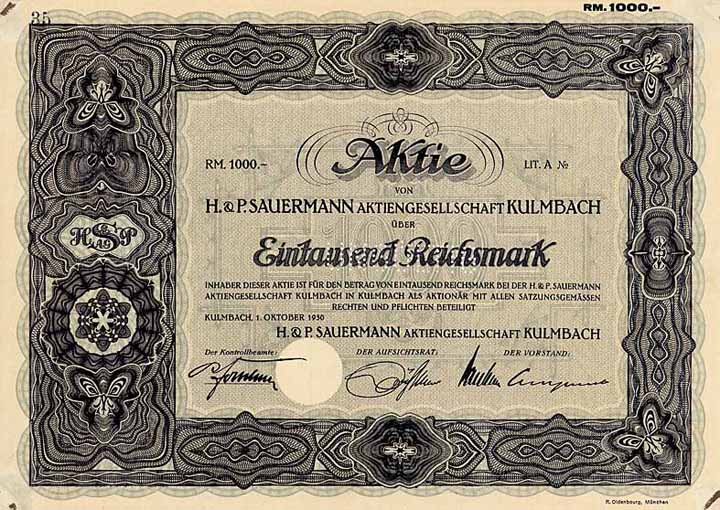 35
RM. 1000.-
RM. 1000.-
Aktie
LIT. A №
VON
H. & P. SAUERMANN AKTIENGESELLSCHAFT KULMBACH
ÜBER
Eintausend Reichsmark
INHABER DIESER AKTIE IST FÜR DEN BETRAG VON EINTAUSEND REICHSMARK BEI DER H. & P. SAUERMANN
AKTIENGESELLSCHAFT KULMBACH IN KULMBACH ALS AKTIONÄR MIT ALLEN SATZUNGSGEMÄSSEN
RECHTEN UND PFLICHTEN BETEILIGT
KULMBACH, 1. OKTOBER 1930
H. & P. SAUERMANN AKTIENGESELLSCHAFT KULMBACH
Der Kontrollbeamte:
DER AUFSICHTSRAT:
DER VORSTAND:
H & P
AG
R. Oldenbourg, München